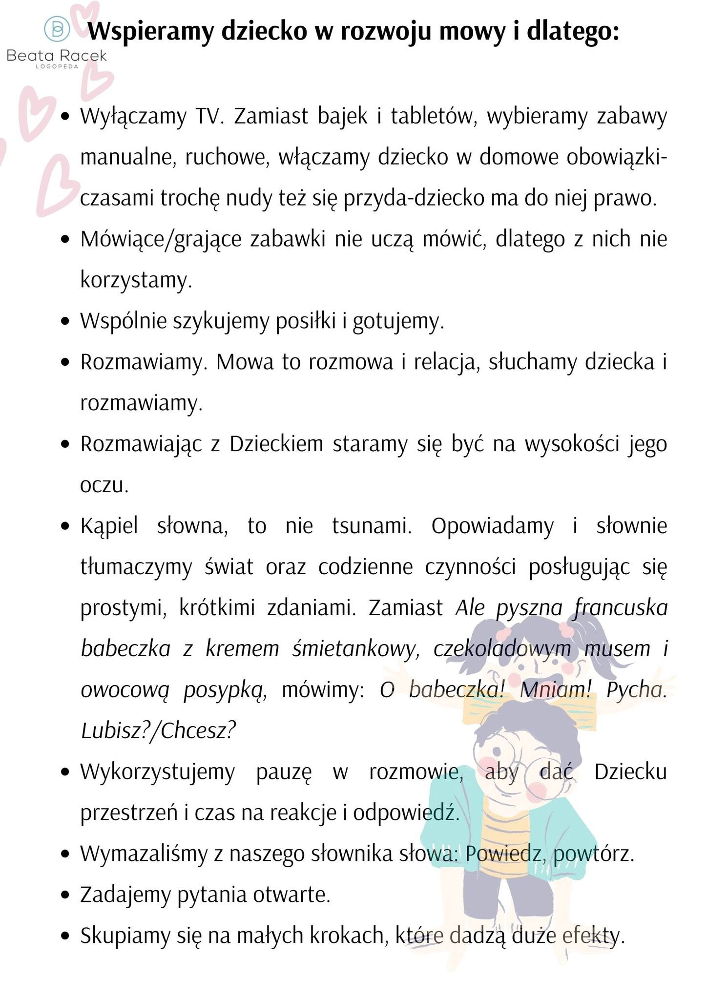 Wspieramy dziecko w rozwoju mowy i dlatego:
Beata Racek
LOGOPEDA
• Wyłączamy TV. Zamiast bajek i tabletów, wybieramy zabawy
manualne, ruchowe, włączamy dziecko w domowe obowiązki-
czasami trochę nudy też się przyda-dziecko ma do niej prawo.
• Mówiące/grające zabawki nie uczą mówić, dlatego z nich nie
korzystamy.
• Wspólnie szykujemy posiłki i gotujemy.
• Rozmawiamy. Mowa to rozmowa i relacja, słuchamy dziecka i
rozmawiamy.
• Rozmawiając z Dzieckiem staramy się być na wysokości jego
oczu.
• Kąpiel słowna, to nie tsunami. Opowiadamy i słownie
tłumaczymy świat oraz codzienne czynności posługując się
prostymi, krótkimi zdaniami. Zamiast Ale pyszna francuska
babeczka z kremem śmietankowy, czekoladowym musem i
owocową posypką, mówimy: O babeczka! Mniam! Pycha.
Lubisz?/Chcesz?
• Wykorzystujemy pauzę w rozmowie, aby dać Dziecku
przestrzeń i czas na reakcje i odpowiedź.
• Wymazaliśmy z naszego słownika słowa: Powiedz, powtórz.
• Zadajemy pytania otwarte.
• Skupiamy się na małych krokach, które dadzą duże efekty.